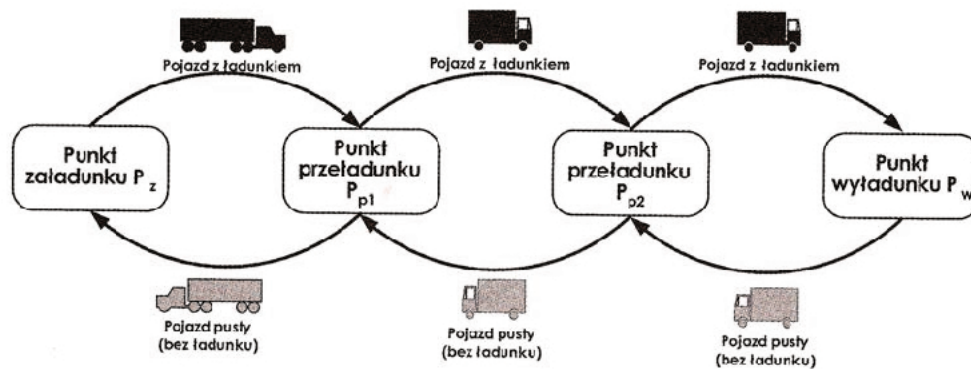 Pojazd z ładunkiem
Pojazd z ładunkiem
Pojazd z ładunkiem
Punkt
załadunku P z
Punkt
przeładunku
P p1
Punkt
przeładunku
P p2
Punkt
wyładunku P w
Pojazd pusty
(bez ładunku)
Pojazd pusty
(bez ładunku)
Pojazd pusty
(bez ładunku)